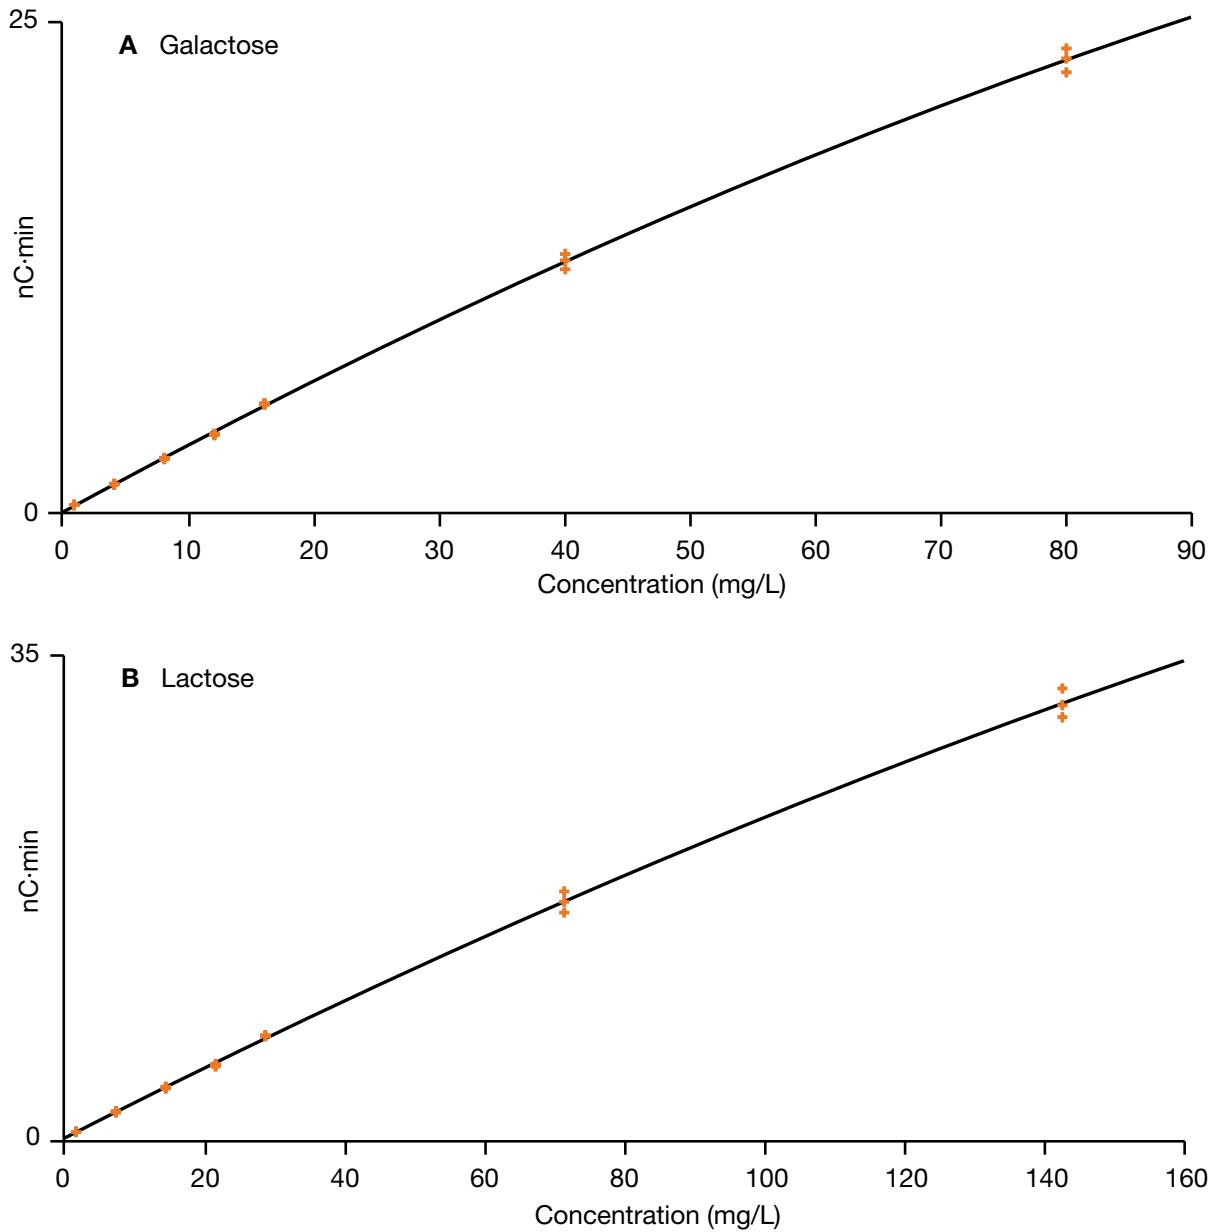 25
A Galactose
nC·min
0
0 10 20 30 40 50 60 70 80 90
Concentration (mg/L)
35
B Lactose
nC·min
0
0 20 40 60 80 100 120 140 160
Concentration (mg/L)